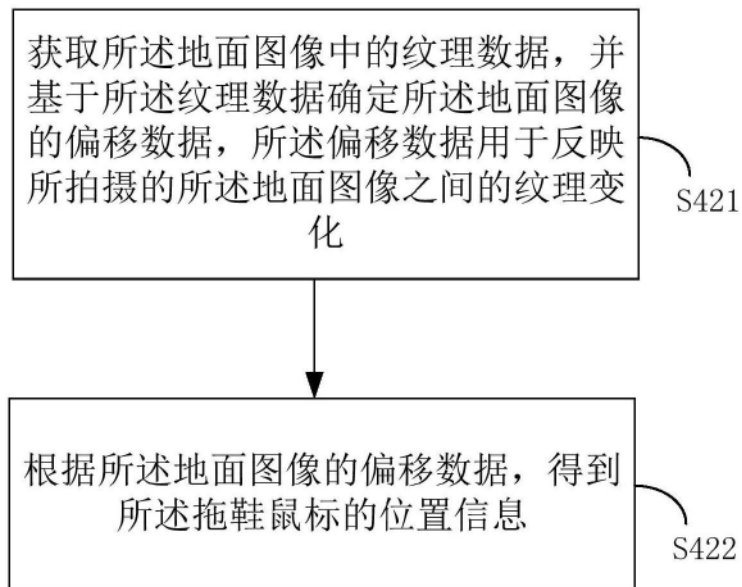 获取所述地面图像中的纹理数据，并
基于所述纹理数据确定所述地面图像
的偏移数据，所述偏移数据用于反映
所拍摄的所述地面图像之间的纹理变
化
S421
根据所述地面图像的偏移数据，得到
所述拖鞋鼠标的位置信息
S422